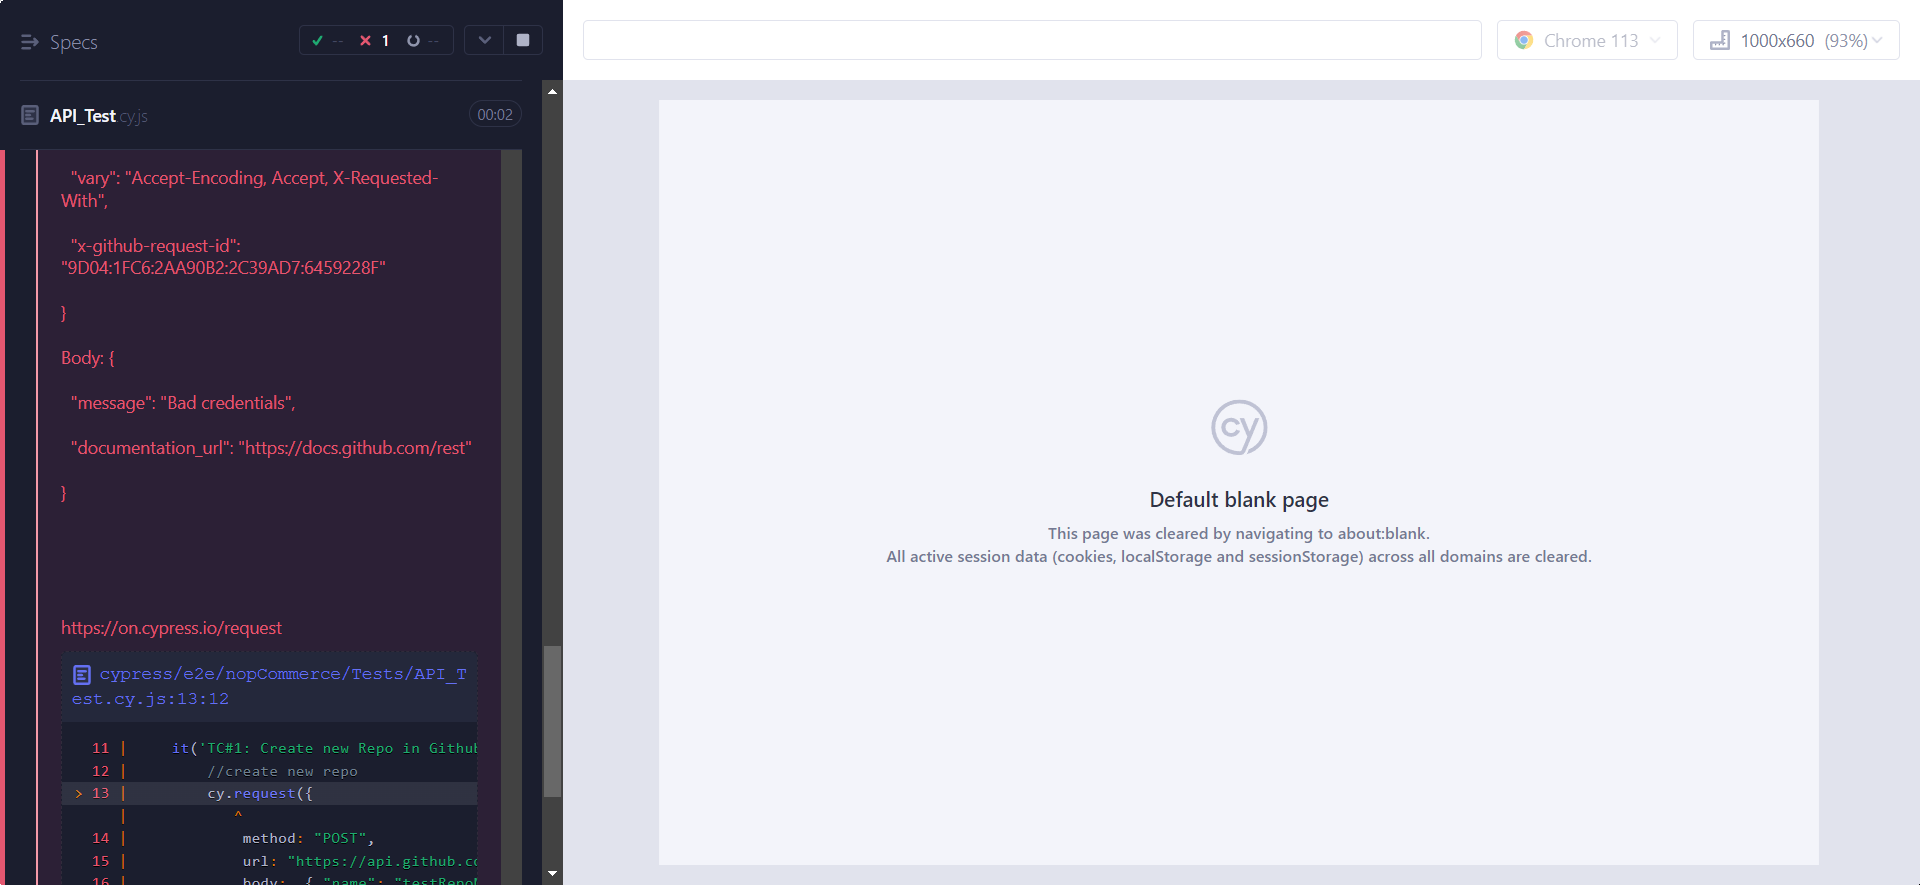 Specs
-- 1 --
API_Test.cy.js
00:02
"vary": "Accept-Encoding, Accept, X-Requested-
With",
"x-github-request-id":
"9D04:1FC6:2AA90B2:2C39AD7:6459228F"
}
Body: {
"message": "Bad credentials",
"documentation_url": "https://docs.github.com/rest"
}
https://on.cypress.io/request
cypress/e2e/nopCommerce/Tests/API_T
est.cy.js:13:12
11 | it('TC#1: Create new Repo in Github
12 | //create new repo
> 13 | cy.request({
| ^
14 | method: "POST",
15 | url: "https://api.github.co
16 | body: { "name": "testRepo
Chrome 113
1000x660 (93%)
cy
Default blank page
This page was cleared by navigating to about:blank.
All active session data (cookies, localStorage and sessionStorage) across all domains are cleared.